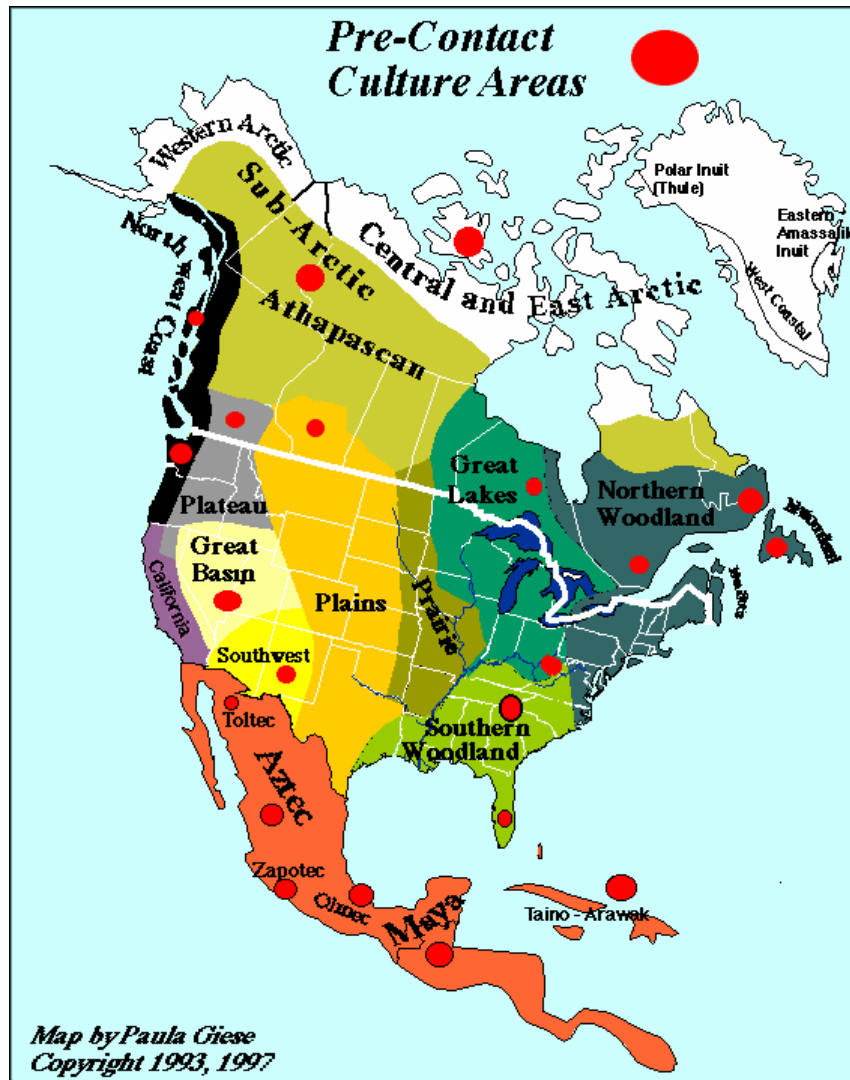 Pre-Contact
Culture Areas
Western Arctic
Polar Inuit
(Thule)
Eastern
Amassalik
Inuit
West Coastal
Sub-Arctic
Central and East Arctic
North west Coast
Athapascan
Great
Lakes
Northern
Woodland
Plateau
Great
Basin
California
Plains
Prairie
Southwest
Toltec
Southern
Woodland
Aztec
Zapotec
Olmec
Maya
Taino - Arawak
Map by Paula Giese
Copyright 1993, 1997